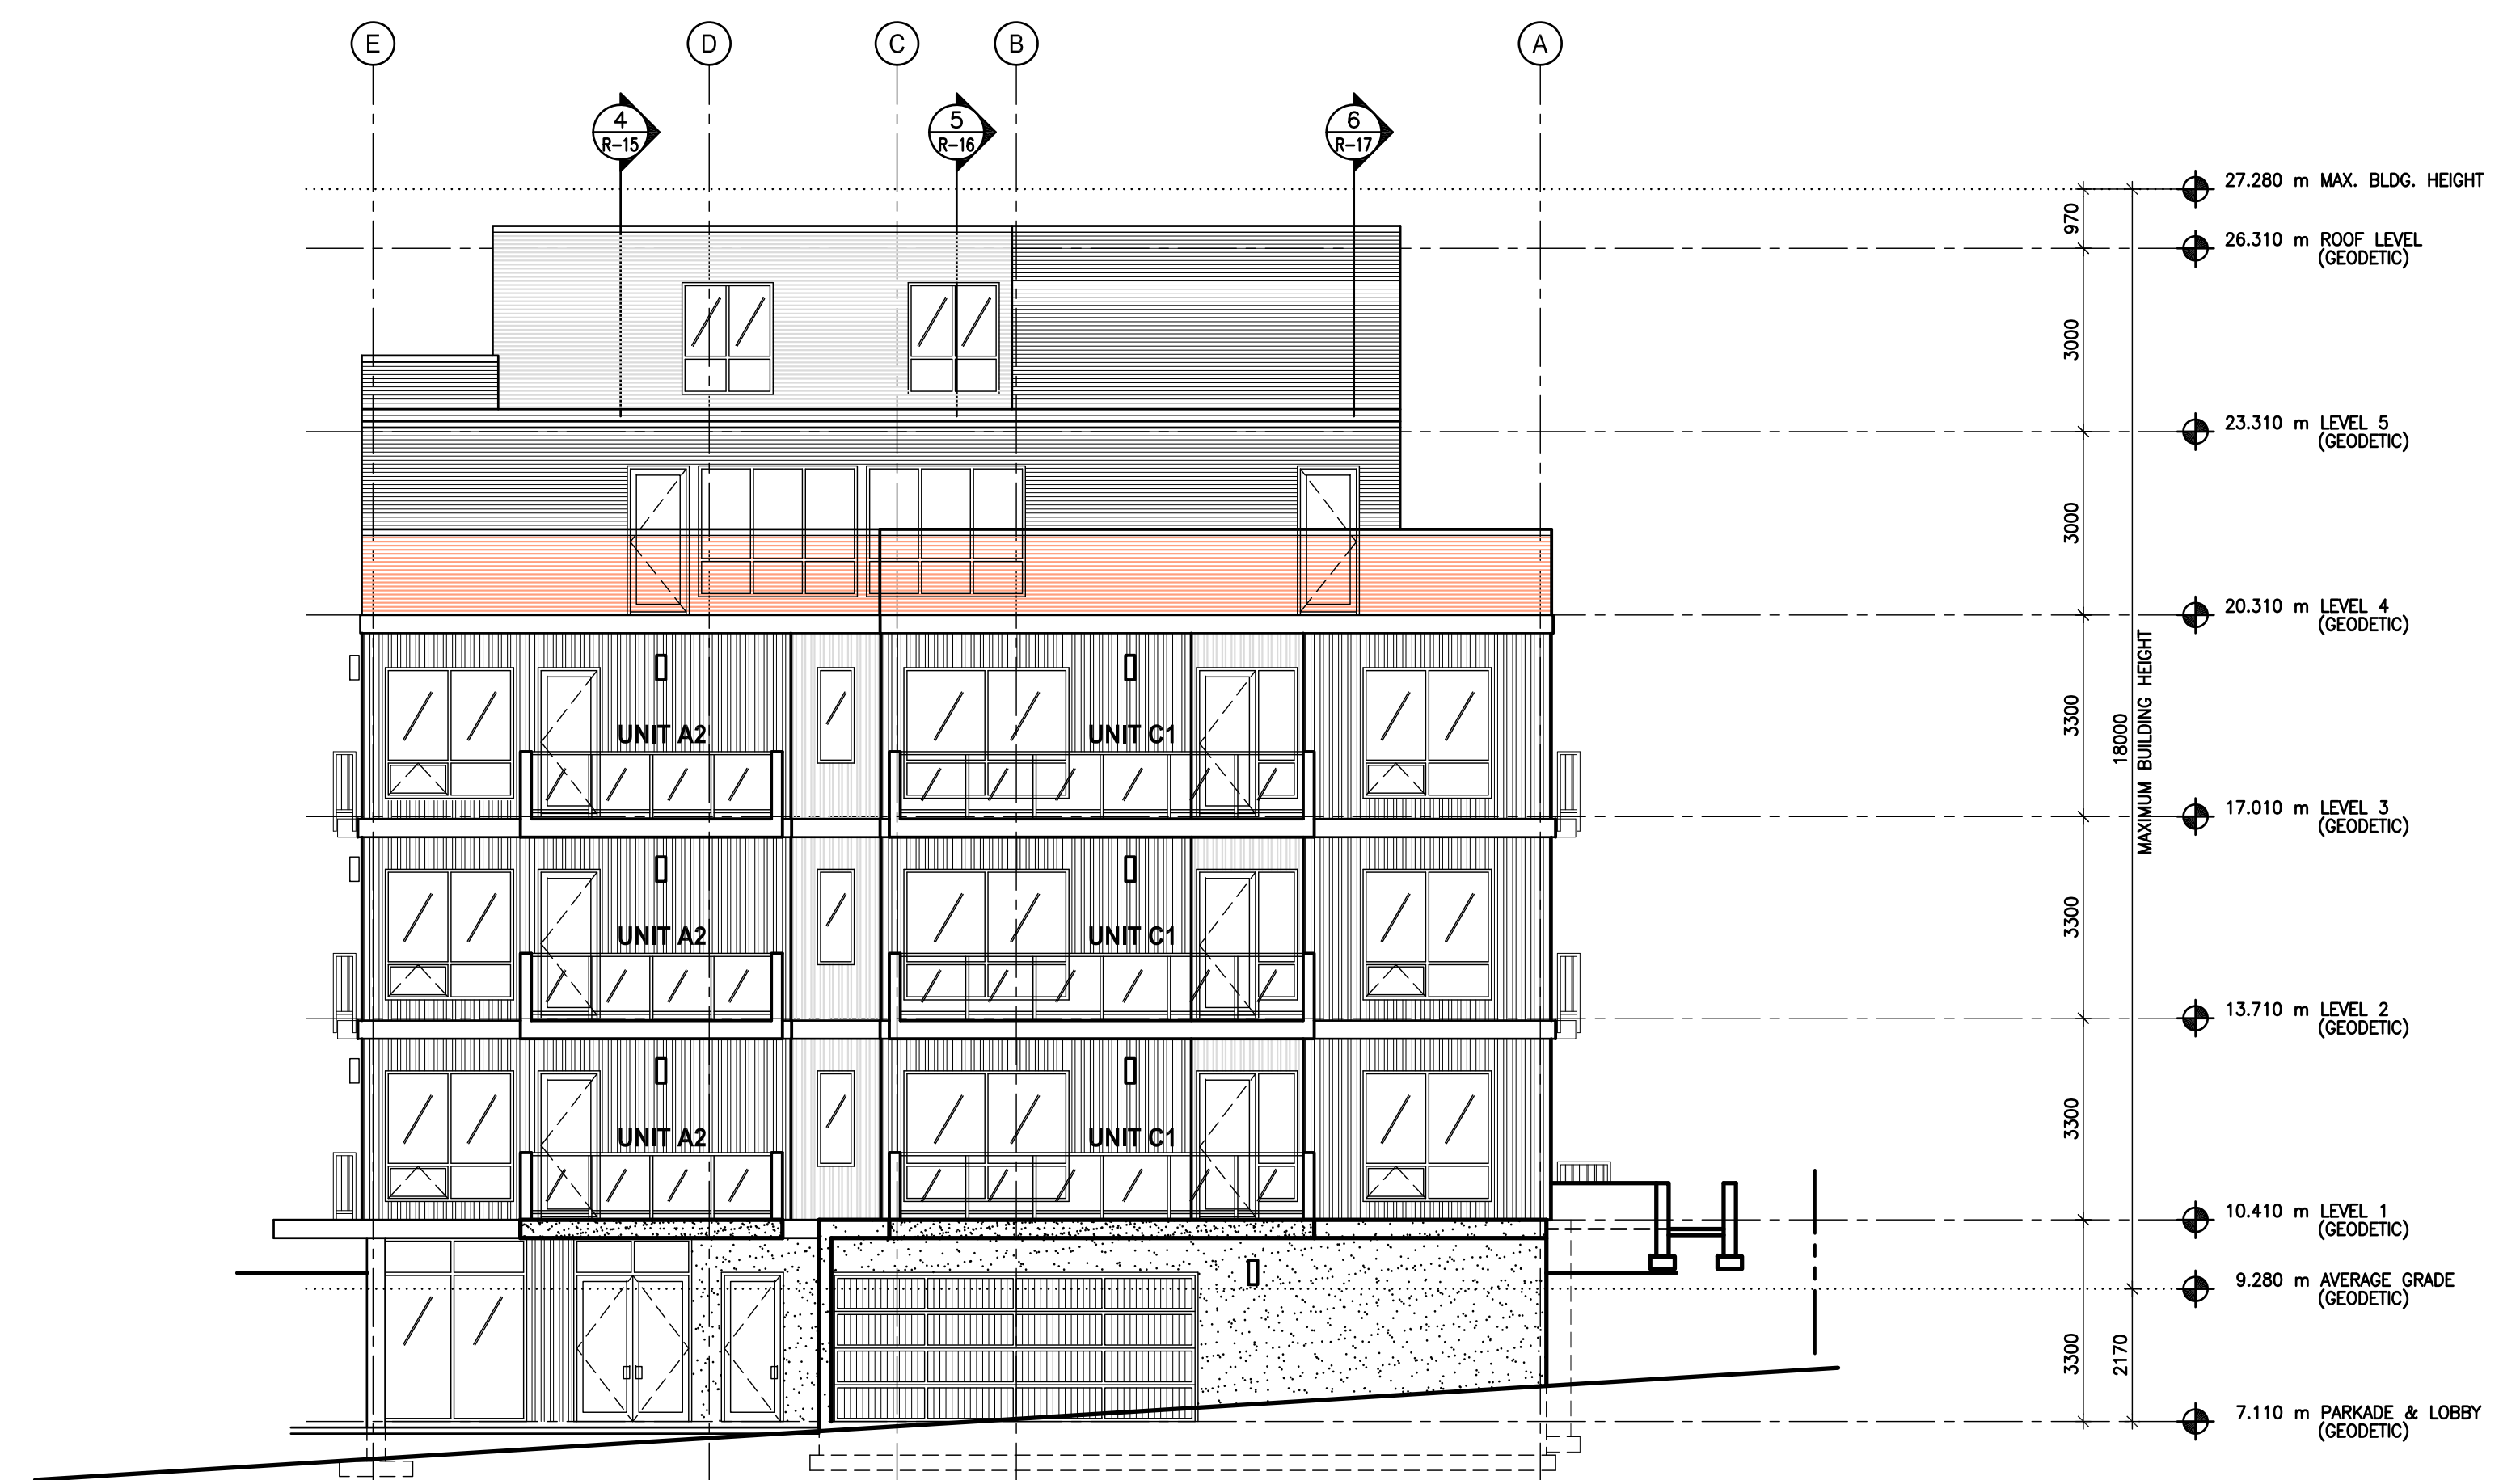 E D C B A
4 5 6
R-15 R-16 R-17
27.280 m MAX. BLDG. HEIGHT
970
26.310 m ROOF LEVEL
(GEODETIC)
3000
23.310 m LEVEL 5
(GEODETIC)
3000
20.310 m LEVEL 4
(GEODETIC)
3300
18000
MAXIMUM BUILDING HEIGHT
UNIT A2 UNIT C1
17.010 m LEVEL 3
(GEODETIC)
3300
UNIT A2 UNIT C1
13.710 m LEVEL 2
(GEODETIC)
3300
UNIT A2 UNIT C1
10.410 m LEVEL 1
(GEODETIC)
9.280 m AVERAGE GRADE
(GEODETIC)
3300
2170
7.110 m PARKADE & LOBBY
(GEODETIC)